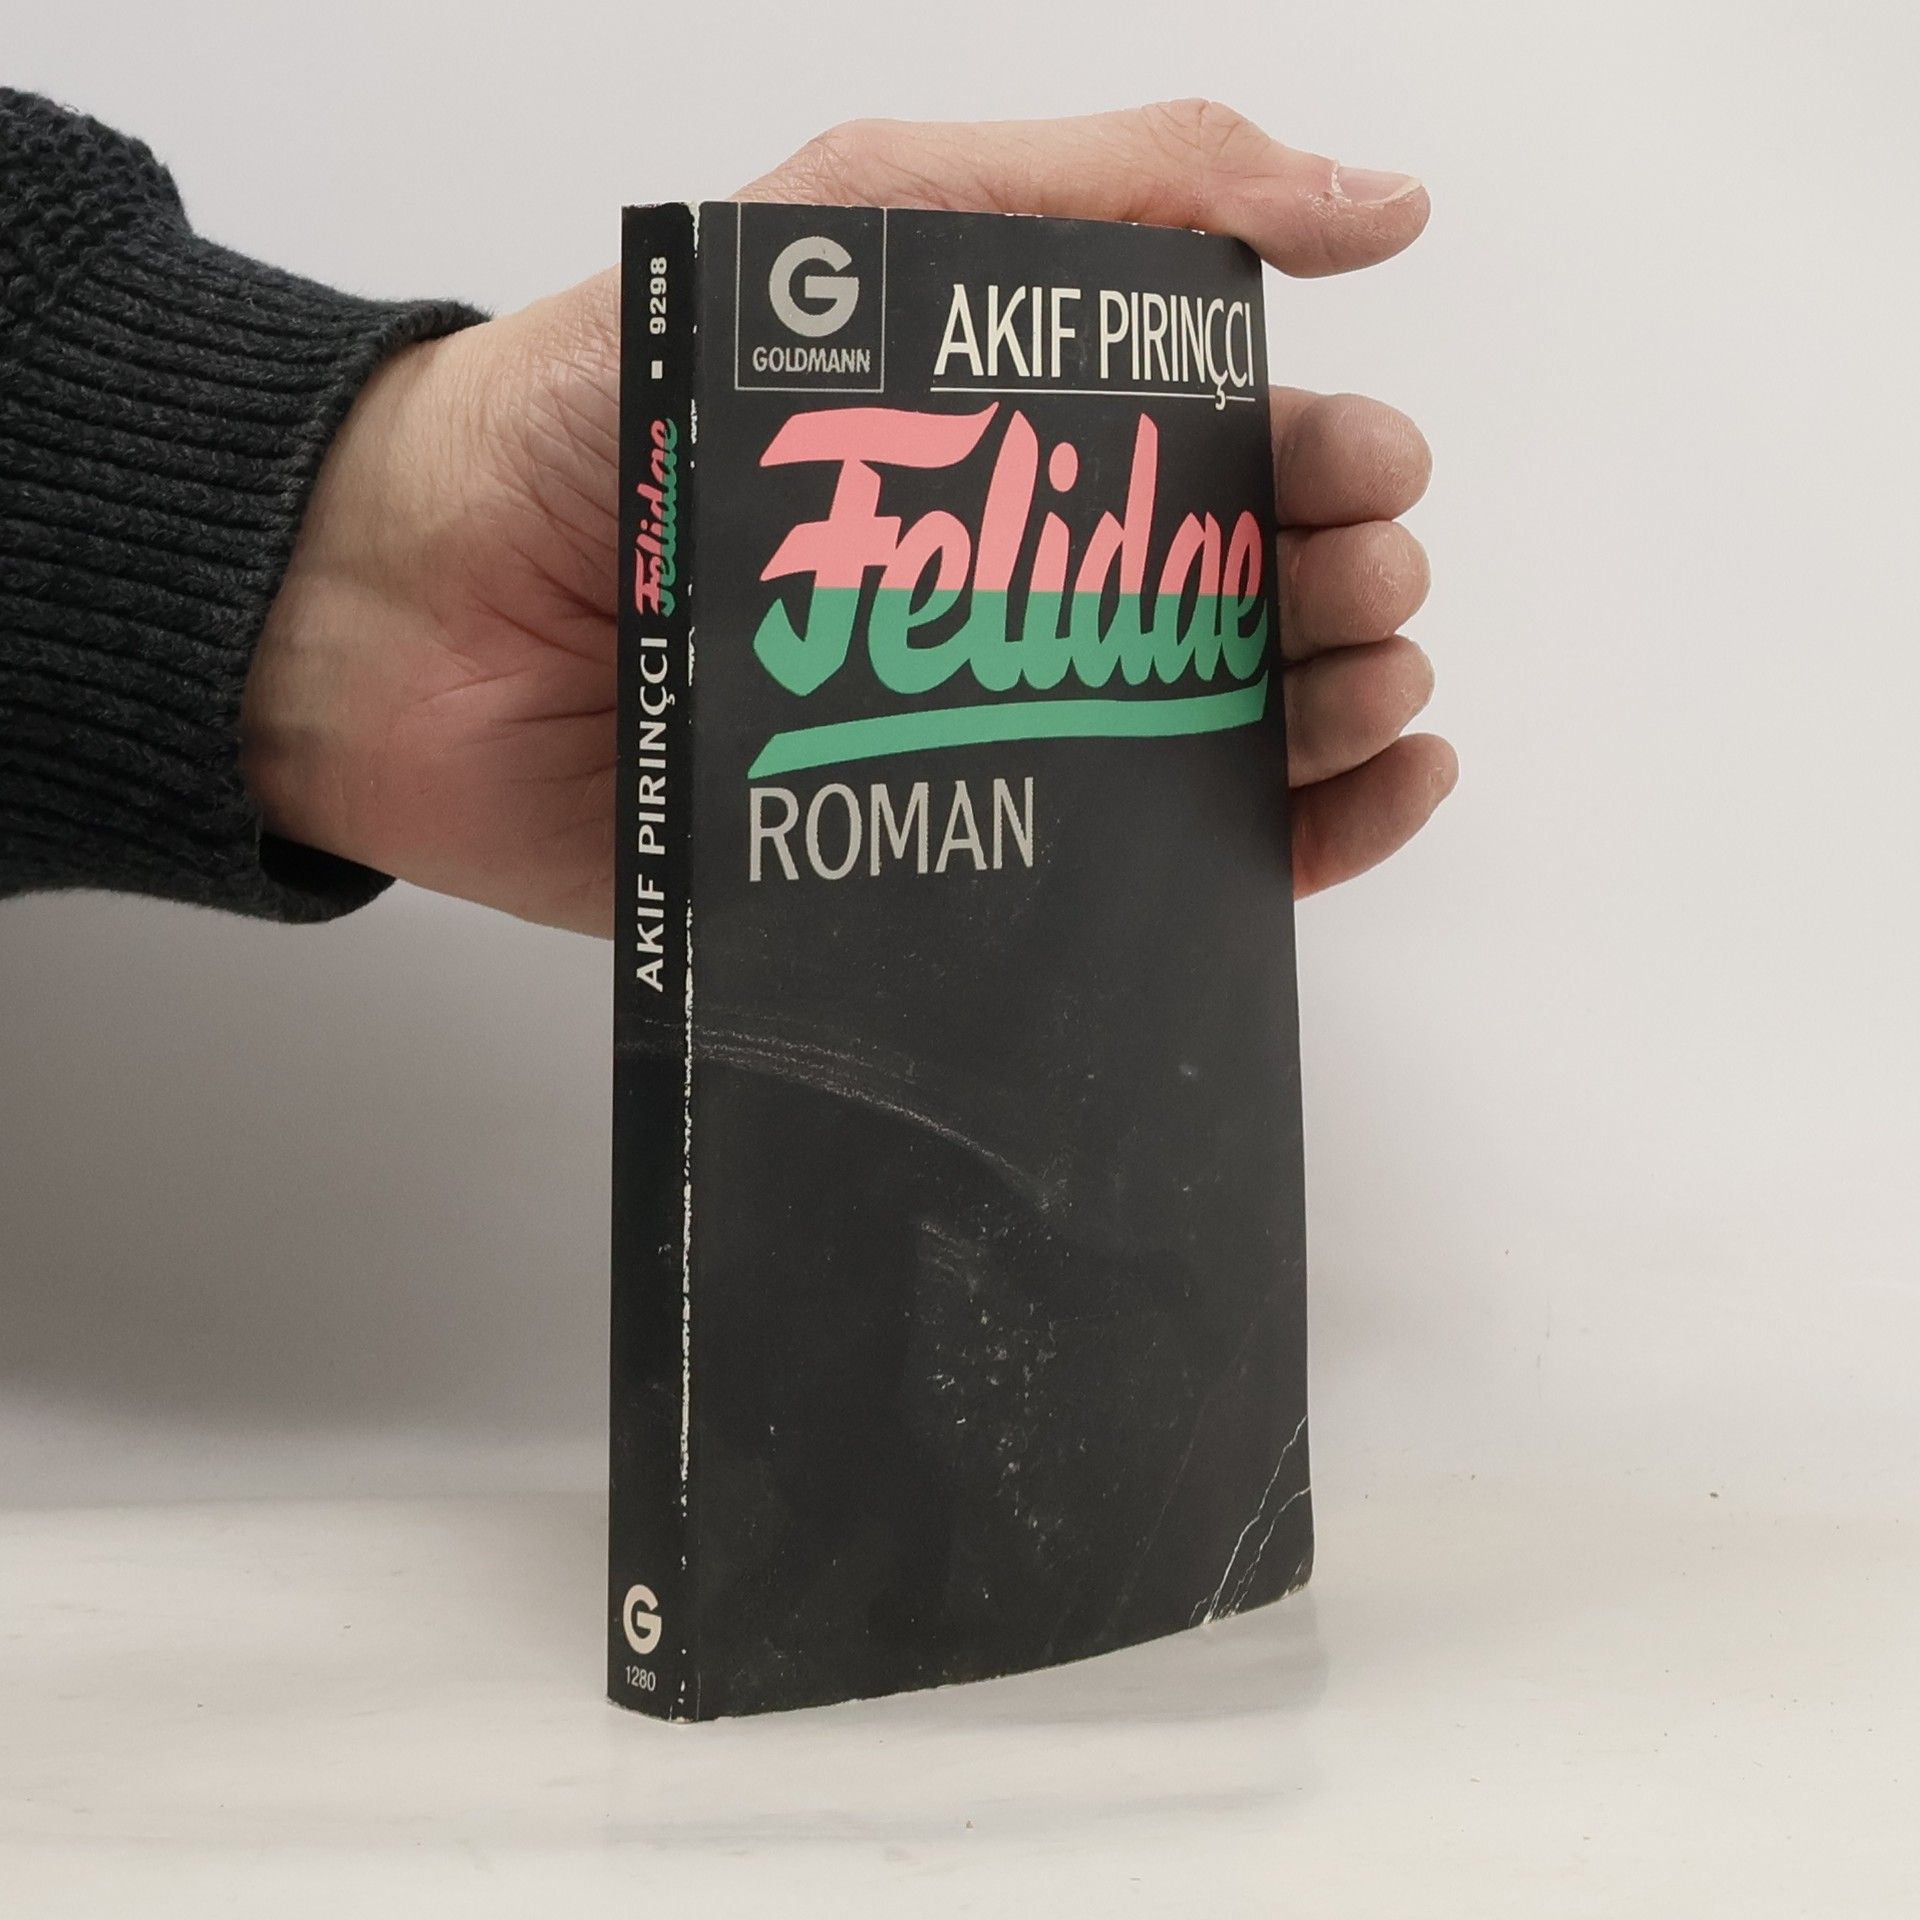 G
GOLDMANN
AKIF PIRINÇCI
Felidae
ROMAN
AKIF PIRINÇCI Felidae ▪ 9298
G
1280